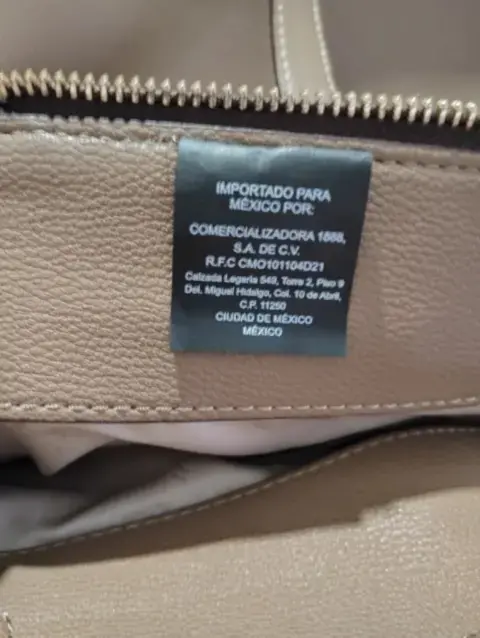 IMPORTADO PARA
MÉXICO POR:
COMERCIALIZADORA 1888,
S.A. DE C.V.
R.F.C CMO101104D21
Calzada Legaria 549, Torre 2, Piso 9
Del. Miguel Hidalgo, Col. 10 de Abril,
C.P. 11250
CIUDAD DE MÉXICO
MÉXICO